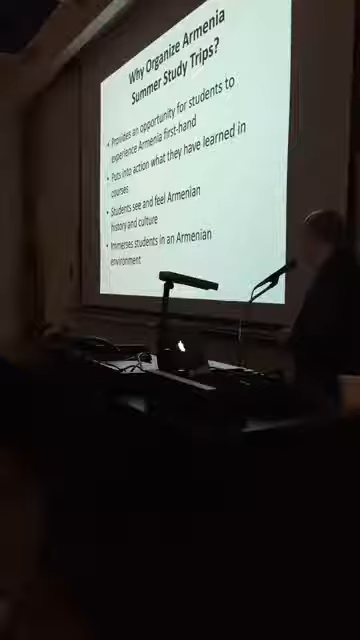 Why Organize Armenia
Summer Study Trips?
• Provides an opportunity for students to
experience Armenia first-hand
• Puts into action what they have learned in
courses
• Students see and feel Armenian
history and culture
• Immerses students in an Armenian
environment